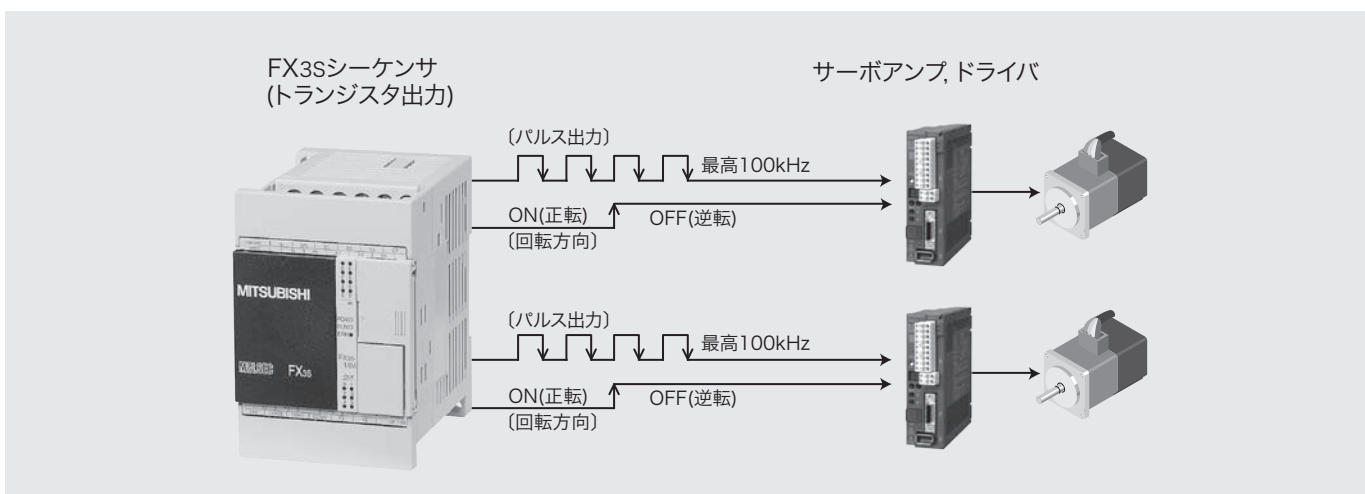 FX3Sシーケンサ
(トランジスタ出力)
サーボアンプ,ドライバ
〔パルス出力〕
最高100kHz
ON(正転)
OFF(逆転)
〔回転方向〕
〔パルス出力〕
最高100kHz
ON(正転)
OFF(逆転)
〔回転方向〕
MITSUBISHI
MELSEC FX3S